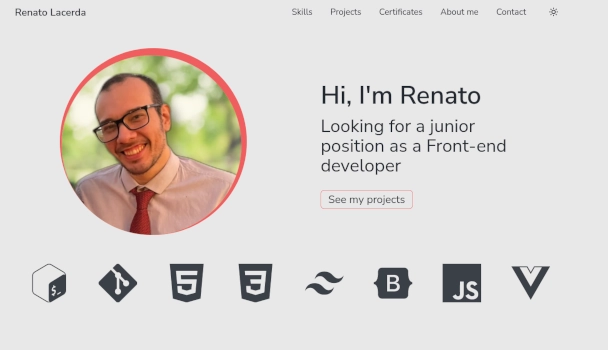 Renato Lacerda
Skills Projects Certificates About me Contact
Hi, I'm Renato
Looking for a junior
position as a Front-end
developer
See my projects
$_ 5 3 B JS